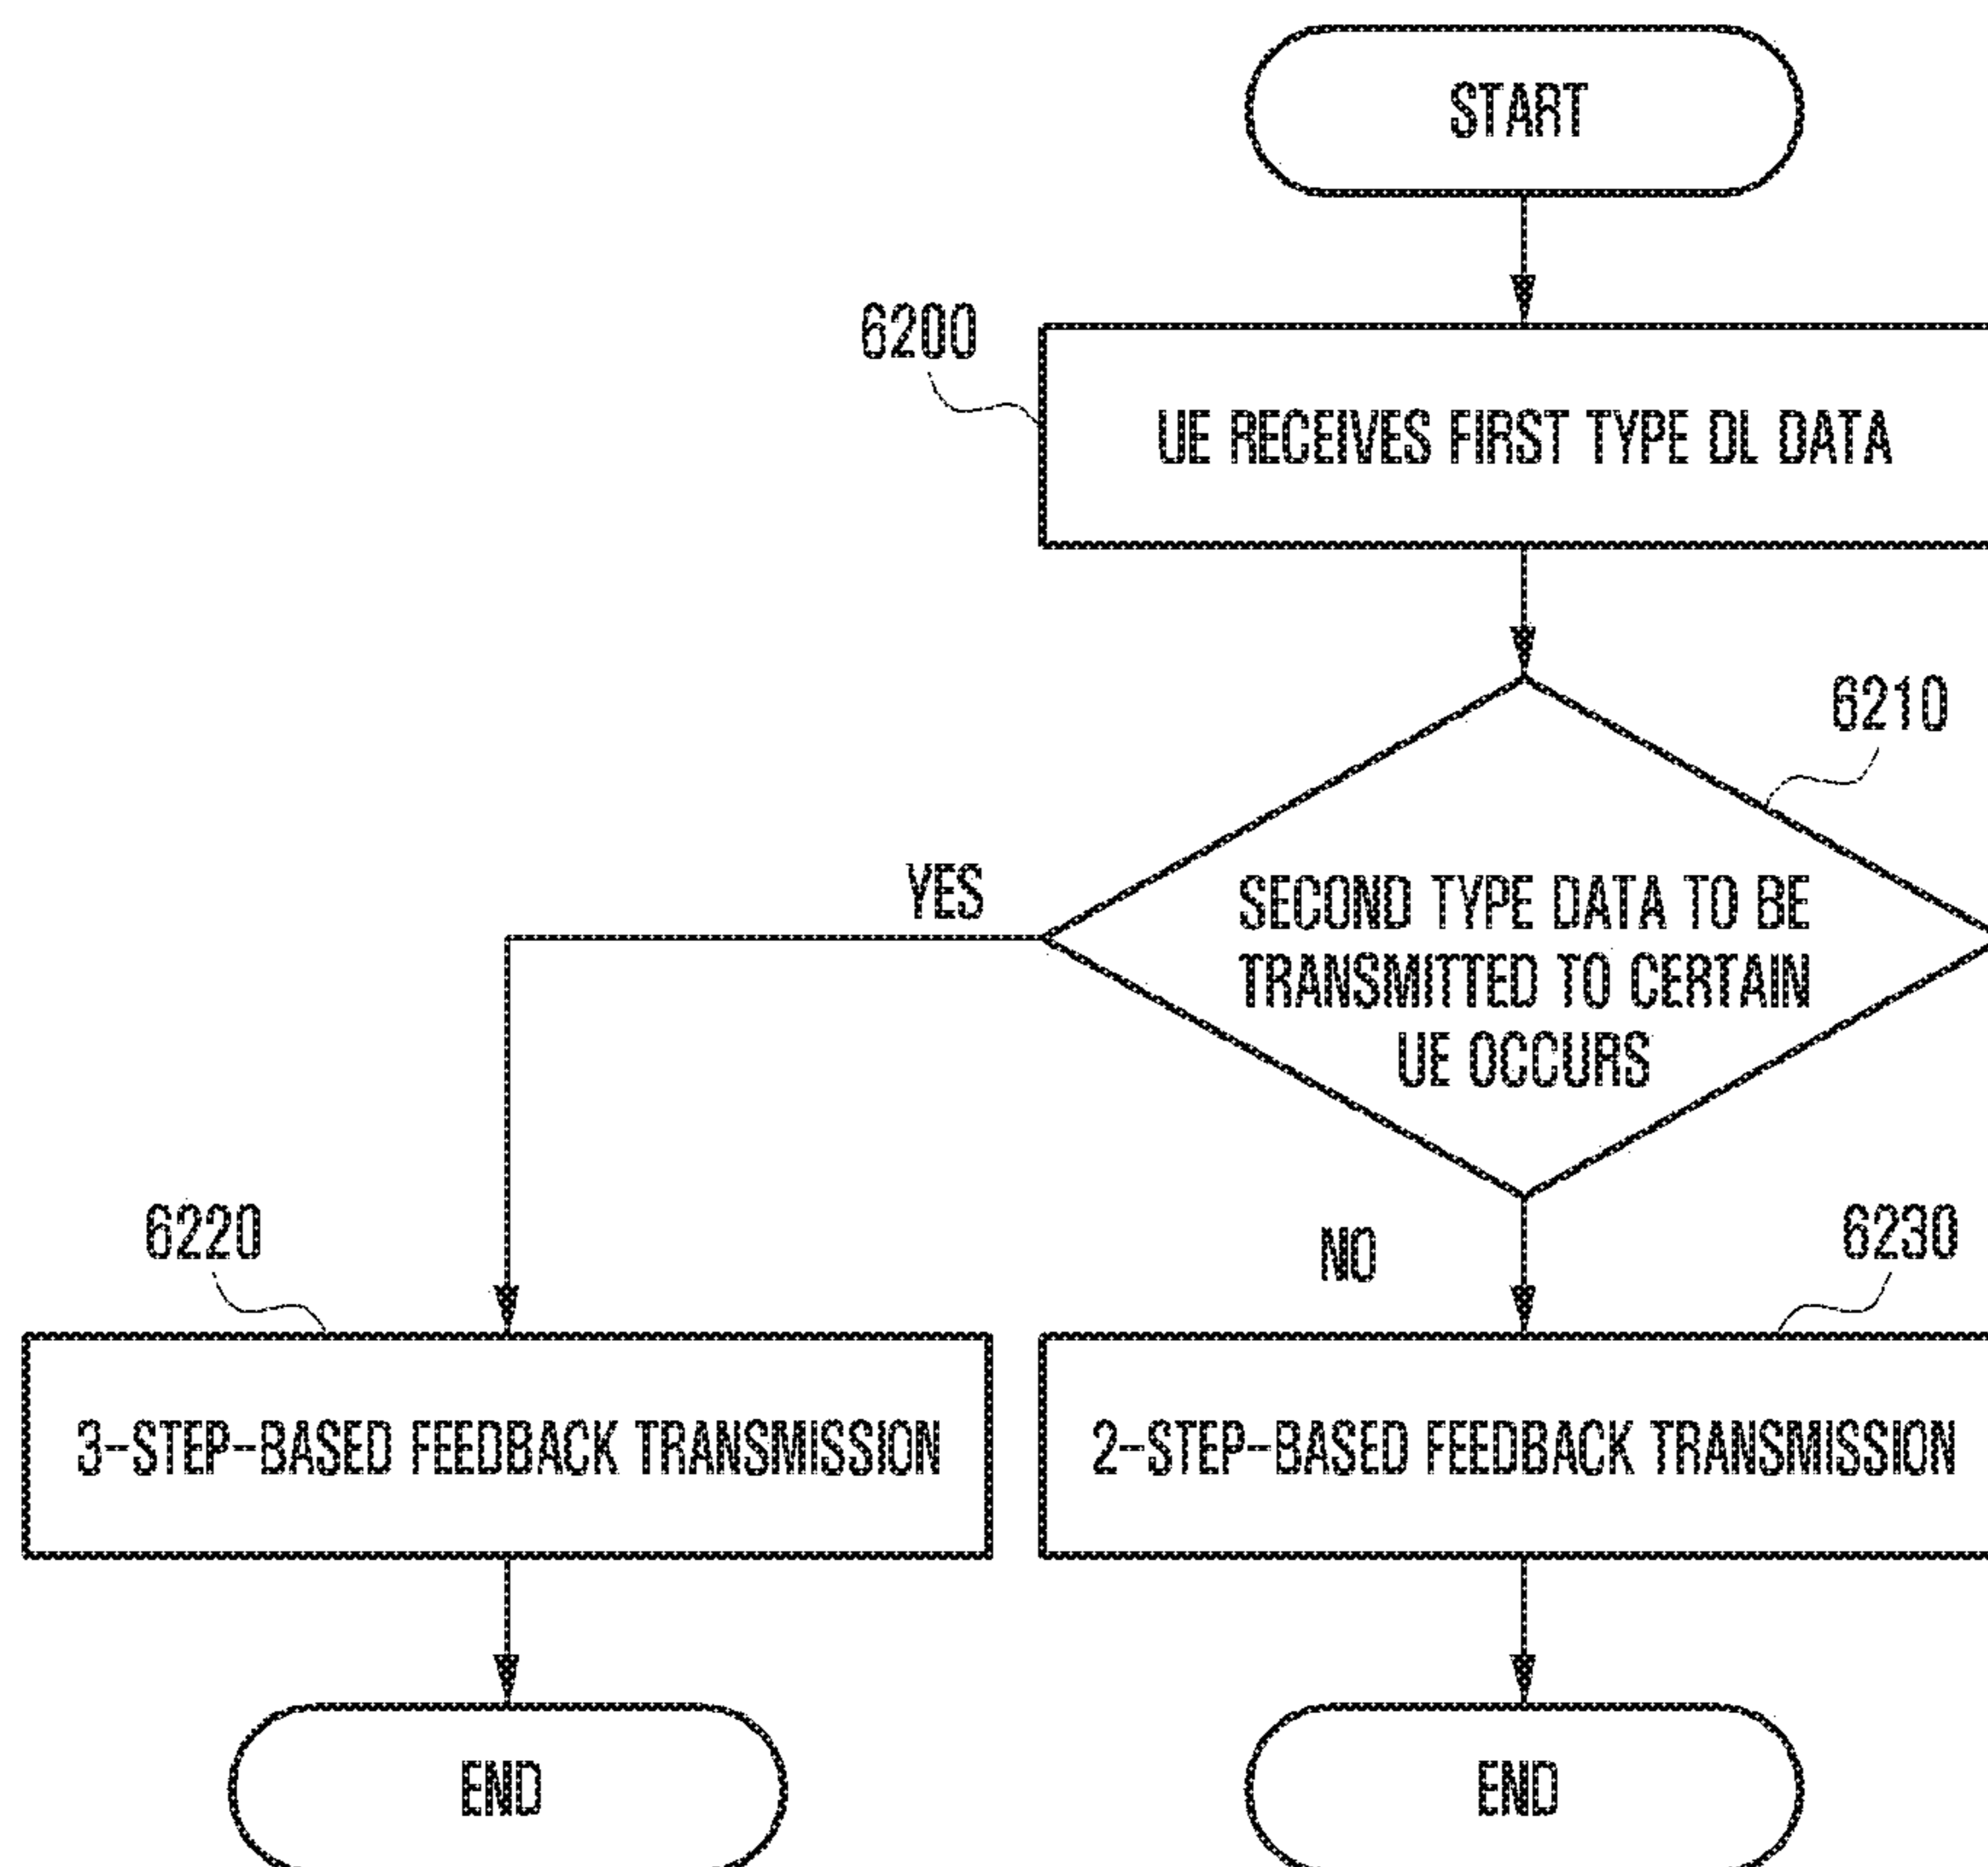 START
6200
UE RECEIVES FIRST TYPE DL DATA
6210
SECOND TYPE DATA TO BE
TRANSMITTED TO CERTAIN
UE OCCURS
YES
NO
6220
6230
3-STEP-BASED FEEDBACK TRANSMISSION
2-STEP-BASED FEEDBACK TRANSMISSION
END
END